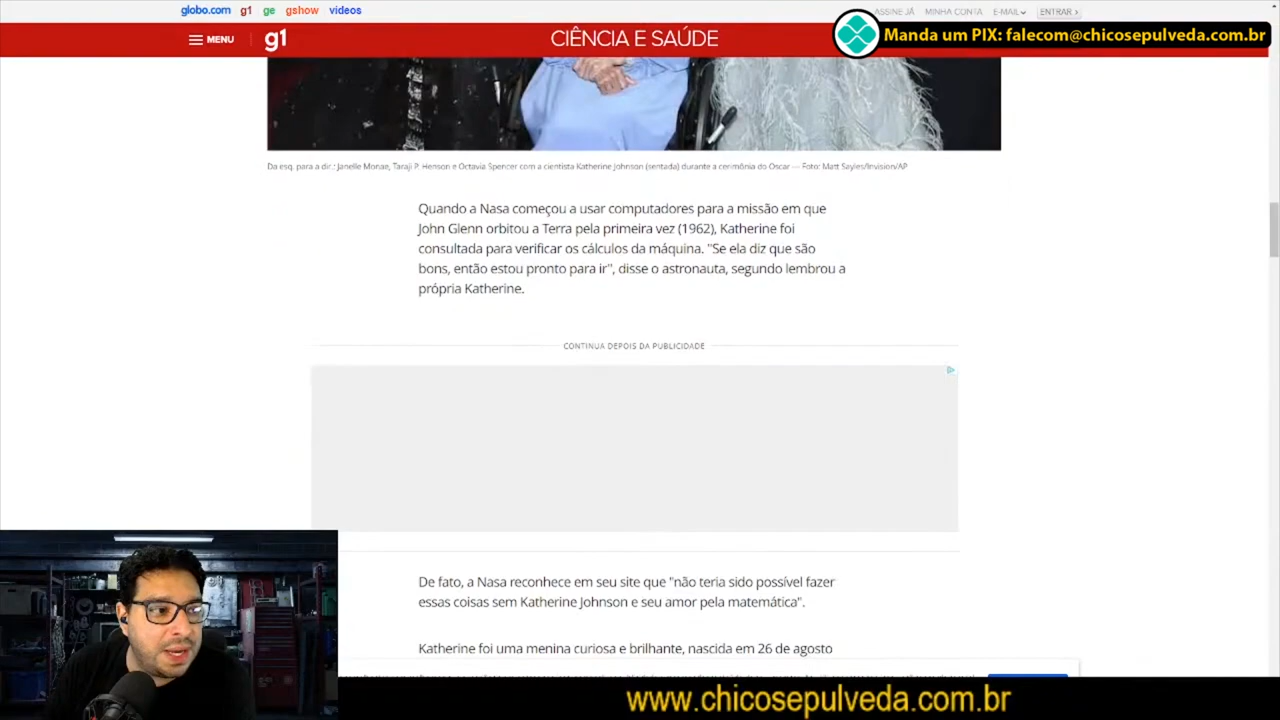 globo.com g1 ge gshow vídeos
ASSINE JÁ MINHA CONTA E-MAIL ENTRAR ›
MENU g1 CIÊNCIA E SAÚDE
Manda um PIX: falecom@chicosepulveda.com.br
Da esq. para a dir.: Janelle Monae, Taraji P. Henson e Octavia Spencer com a cientista Katherine Johnson (sentada) durante a cerimônia do Oscar — Foto: Matt Sayles/Invision/AP
Quando a Nasa começou a usar computadores para a missão em que
John Glenn orbitou a Terra pela primeira vez (1962), Katherine foi
consultada para verificar os cálculos da máquina. "Se ela diz que são
bons, então estou pronto para ir", disse o astronauta, segundo lembrou a
própria Katherine.
CONTINUA DEPOIS DA PUBLICIDADE
De fato, a Nasa reconhece em seu site que "não teria sido possível fazer
essas coisas sem Katherine Johnson e seu amor pela matemática".
Katherine foi uma menina curiosa e brilhante, nascida em 26 de agosto
www.chicosepulveda.com.br